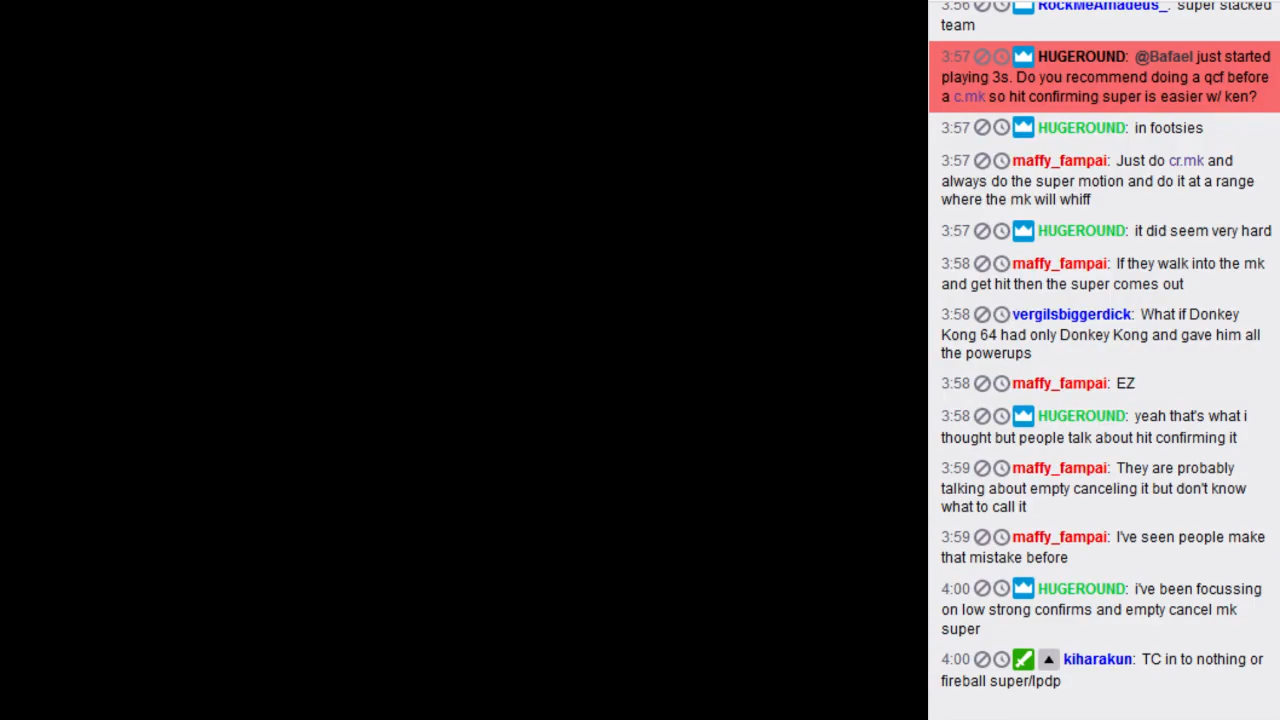 3:56 RockMeAmadeus_: super stacked
team
3:57 HUGEROUND: @Bafael just started
playing 3s. Do you recommend doing a qcf before
a c.mk so hit confirming super is easier w/ ken?
3:57 HUGEROUND: in footsies
3:57 maffy_fampai: Just do cr.mk and
always do the super motion and do it at a range
where the mk will whiff
3:57 HUGEROUND: it did seem very hard
3:58 maffy_fampai: If they walk into the mk
and get hit then the super comes out
3:58 vergilsbiggerdick: What if Donkey
Kong 64 had only Donkey Kong and gave him all
the powerups
3:58 maffy_fampai: EZ
3:58 HUGEROUND: yeah that's what i
thought but people talk about hit confirming it
3:59 maffy_fampai: They are probably
talking about empty canceling it but don't know
what to call it
3:59 maffy_fampai: I've seen people make
that mistake before
4:00 HUGEROUND: i've been focussing
on low strong confirms and empty cancel mk
super
4:00 kiharakun: TC in to nothing or
fireball super/lpdp